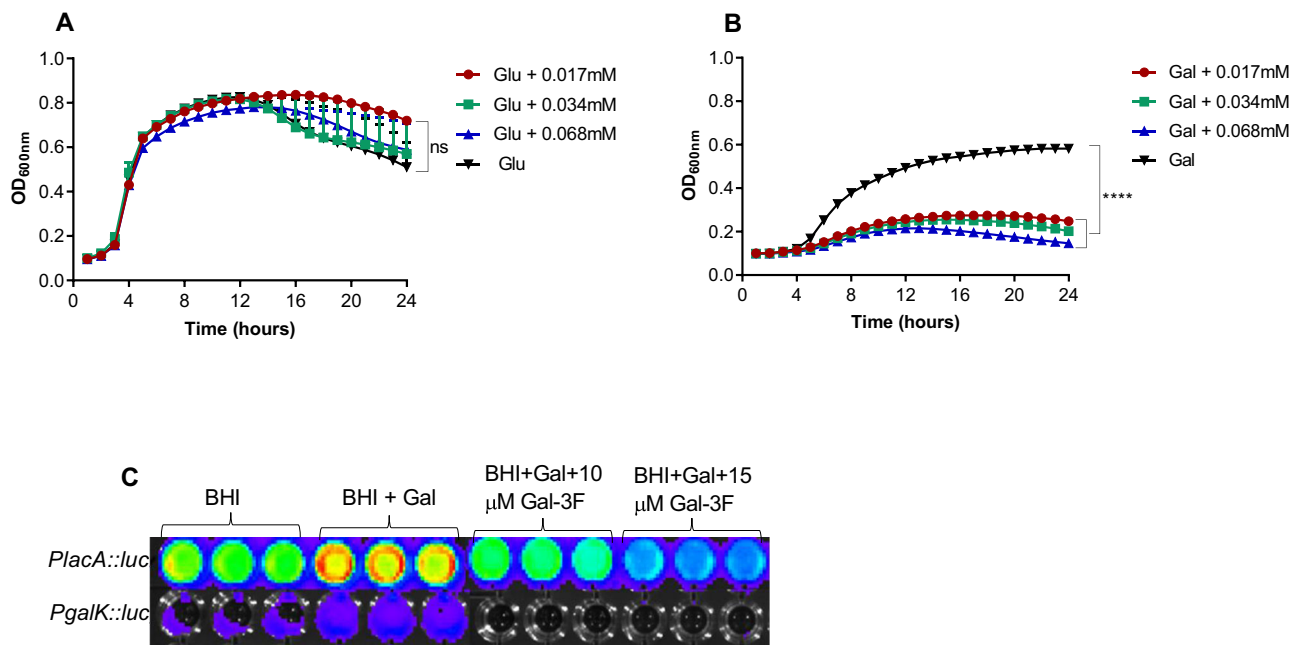 A
1.0
0.8
0.6
0.4
0.2
0.0
OD600nm
0
4
8
12
16
20
24
Time (hours)
Glu + 0.017mM
Glu + 0.034mM
Glu + 0.068mM
Glu
ns
B
1.0
0.8
0.6
0.4
0.2
0.0
OD600nm
0
4
8
12
16
20
24
Time (hours)
Gal + 0.017mM
Gal + 0.034mM
Gal + 0.068mM
Gal
****
C
BHI
BHI + Gal
BHI+Gal+10
μM Gal-3F
BHI+Gal+15
μM Gal-3F
PlacA::luc
PgalK::luc